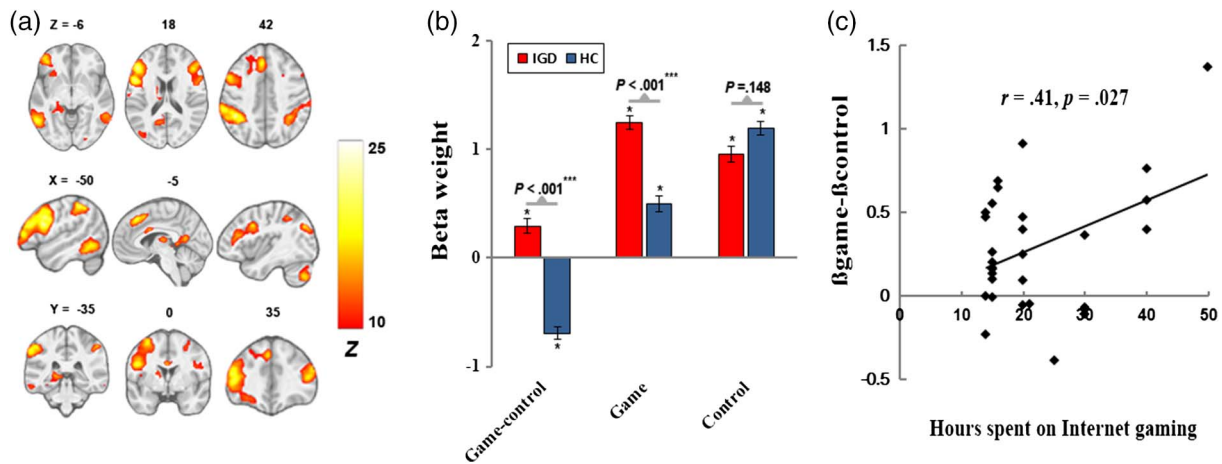 (a)
Z = -6 18 42
X = -50 -5
Y = -35 0 35
25
10
Z
(b)
IGD HC
Beta weight
2
1
0
-1
P < .001***
P < .001***
P =.148
* * * * * *
Game-control
Game
Control
(c)
r = .41, p = .027
ßgame-ßcontrol
1.5
1
0.5
0
-0.5
0 10 20 30 40 50
Hours spent on Internet gaming